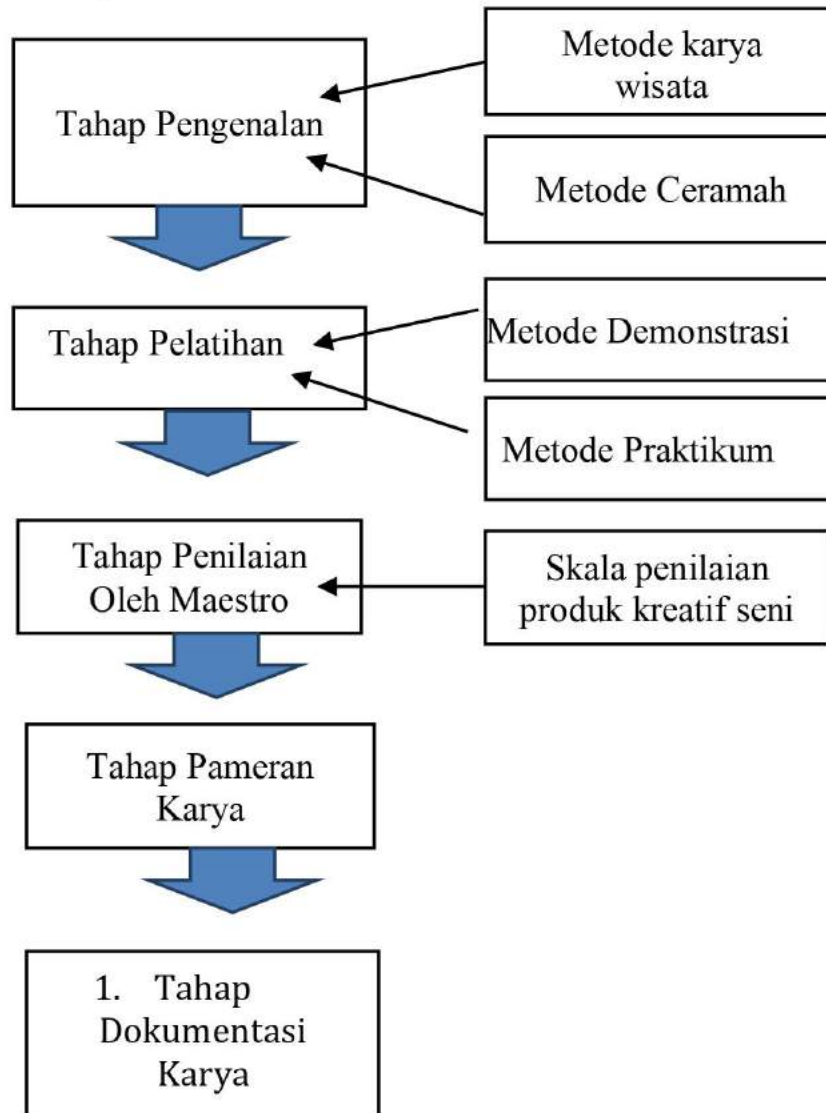 Metode karya
wisata
Tahap Pengenalan
Metode Ceramah
Tahap Pelatihan
Metode Demonstrasi
Metode Praktikum
Tahap Penilaian
Oleh Maestro
Skala penilaian
produk kreatif seni
Tahap Pameran
Karya
1. Tahap
Dokumentasi
Karya